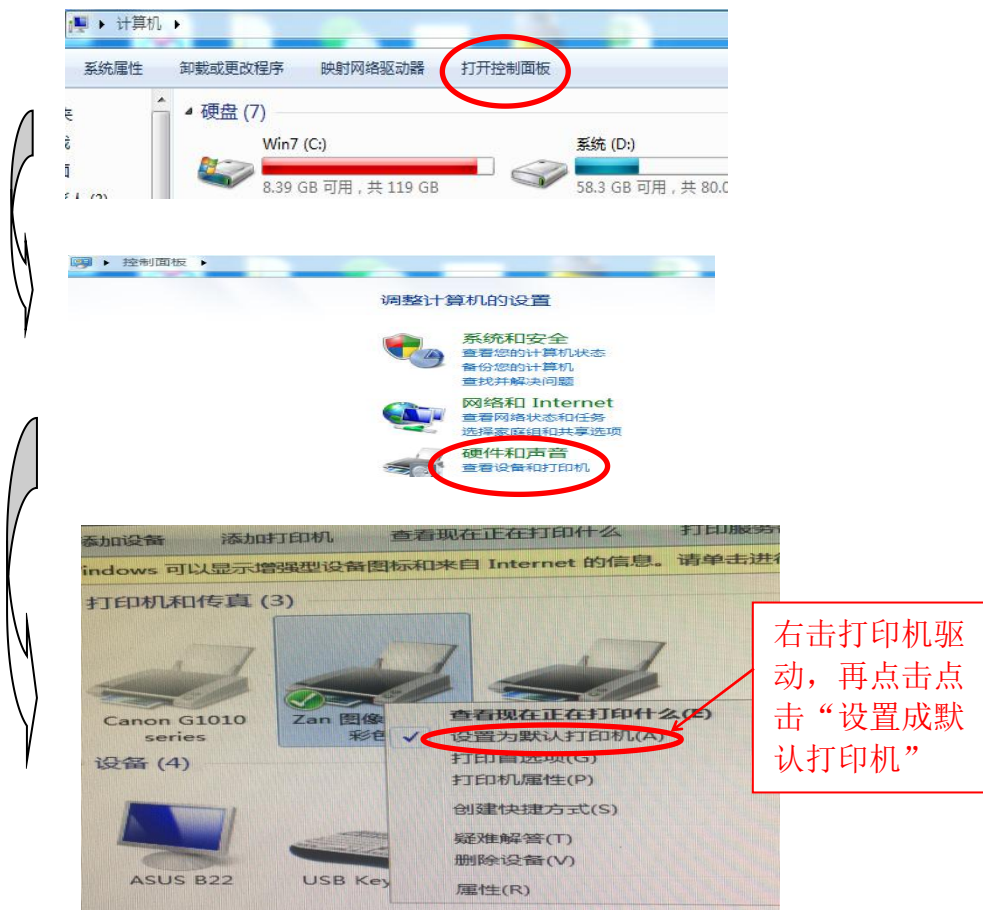 计算机
系统属性 卸载或更改程序 映射网络驱动器 打开控制面板
硬盘 (7)
Win7 (C:) 系统 (D:)
8.39 GB 可用，共 119 GB 58.3 GB 可用，共 80.0
控制面板
调整计算机的设置
系统和安全
查看您的计算机状态
备份您的计算机
查找并解决问题
网络和 Internet
查看网络状态和任务
选择家庭组和共享选项
硬件和声音
查看设备和打印机
添加设备 添加打印机 查看现在正在打印什么 打印服务
indows 可以显示增强型设备图标和来自 Internet 的信息。请单击进行
打印机和传真 (3)
Canon G1010
series
Zan 图像
彩色
查看现在正在打印什么(E)
设置为默认打印机(A)
打印首选项(G)
打印机属性(P)
创建快捷方式(S)
疑难解答(T)
删除设备(V)
属性(R)
设备 (4)
ASUS B22 USB Key
右击打印机驱
动，再点击点
击“设置成默
认打印机”